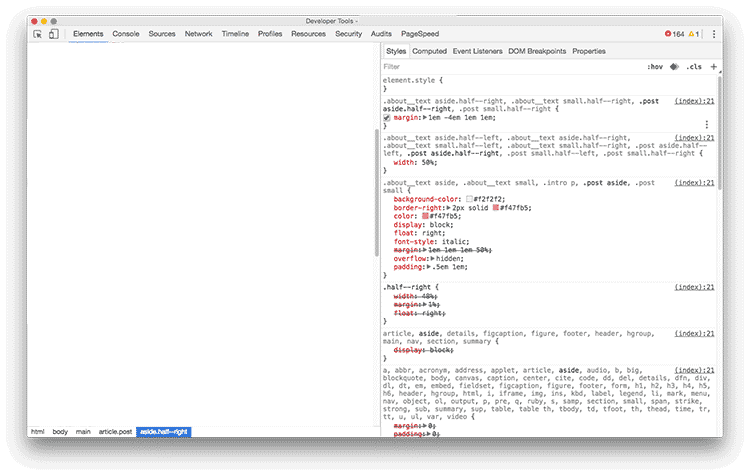 Developer Tools -
Elements Console Sources Network Timeline Profiles Resources Security Audits PageSpeed 164 1
Styles Computed Event Listeners DOM Breakpoints Properties
Filter :hov .cls +
element.style {
}
.about__text aside.half--right, .about__text small.half--right, .post (index):21
aside.half--right, .post small.half--right {
margin: 1em -4em 1em 1em;
}
.about__text aside.half--left, .about__text aside.half--right, (index):21
.about__text small.half--left, .about__text small.half--right, .post aside.half--
left, .post aside.half--right, .post small.half--left, .post small.half--right {
width: 50%;
}
.about__text aside, .about__text small, .intro p, .post aside, .post (index):21
small {
background-color: #f2f2f2;
border-right: 2px solid #f47fb5;
color: #f47fb5;
display: block;
float: right;
font-style: italic;
margin: 1em 1em 1em 50%;
overflow: hidden;
padding: .5em 1em;
}
.half--right { (index):21
width: 48%;
margin: 1%;
float: right;
}
article, aside, details, figcaption, figure, footer, header, hgroup, (index):21
main, nav, section, summary {
display: block;
}
a, abbr, acronym, address, applet, article, aside, audio, b, big, (index):21
blockquote, body, canvas, caption, center, cite, code, dd, del, details, dfn, div,
dl, dt, em, embed, fieldset, figcaption, figure, footer, form, h1, h2, h3, h4, h5,
h6, header, hgroup, html, i, iframe, img, ins, kbd, label, legend, li, mark, menu,
nav, object, ol, output, p, pre, q, ruby, s, samp, section, small, span, strike,
strong, sub, summary, sup, table, table th, tbody, td, tfoot, th, thead, time, tr,
tt, u, ul, var, video {
margin: 0;
padding: 0;
html body main article.post aside.half--right